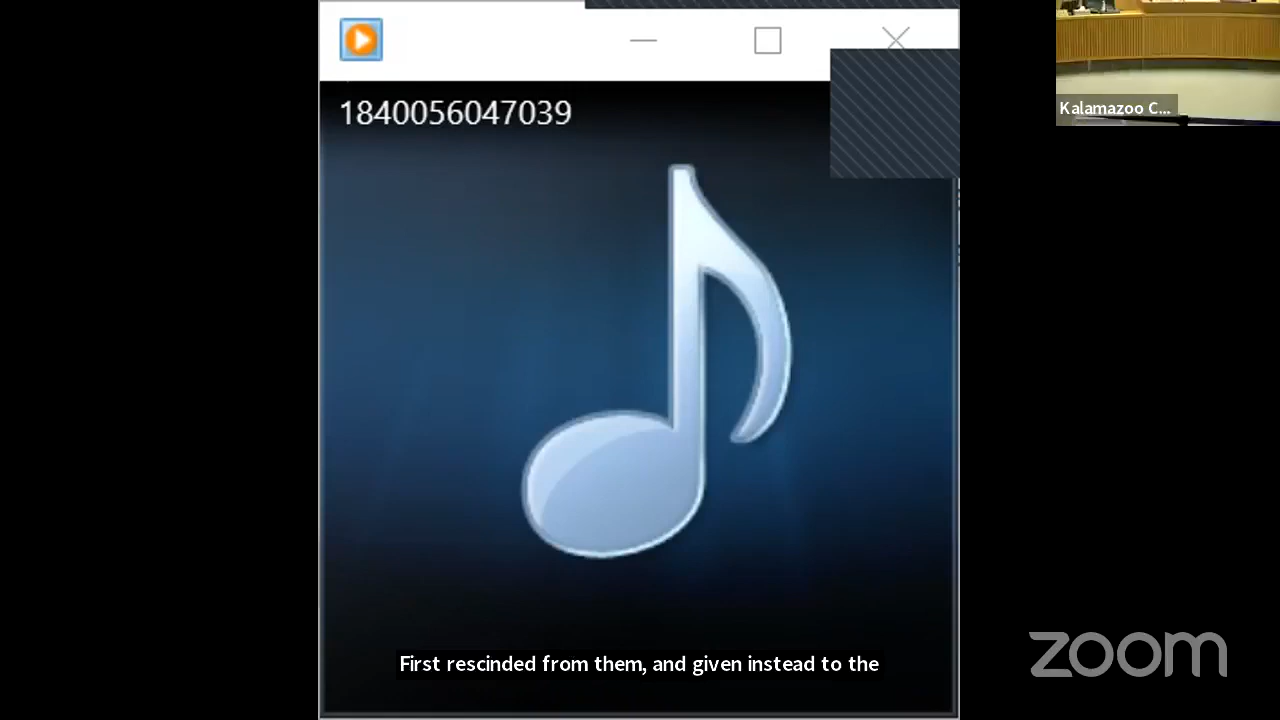 1840056047039
Kalamazoo C...
First rescinded from them, and given instead to the
zoom